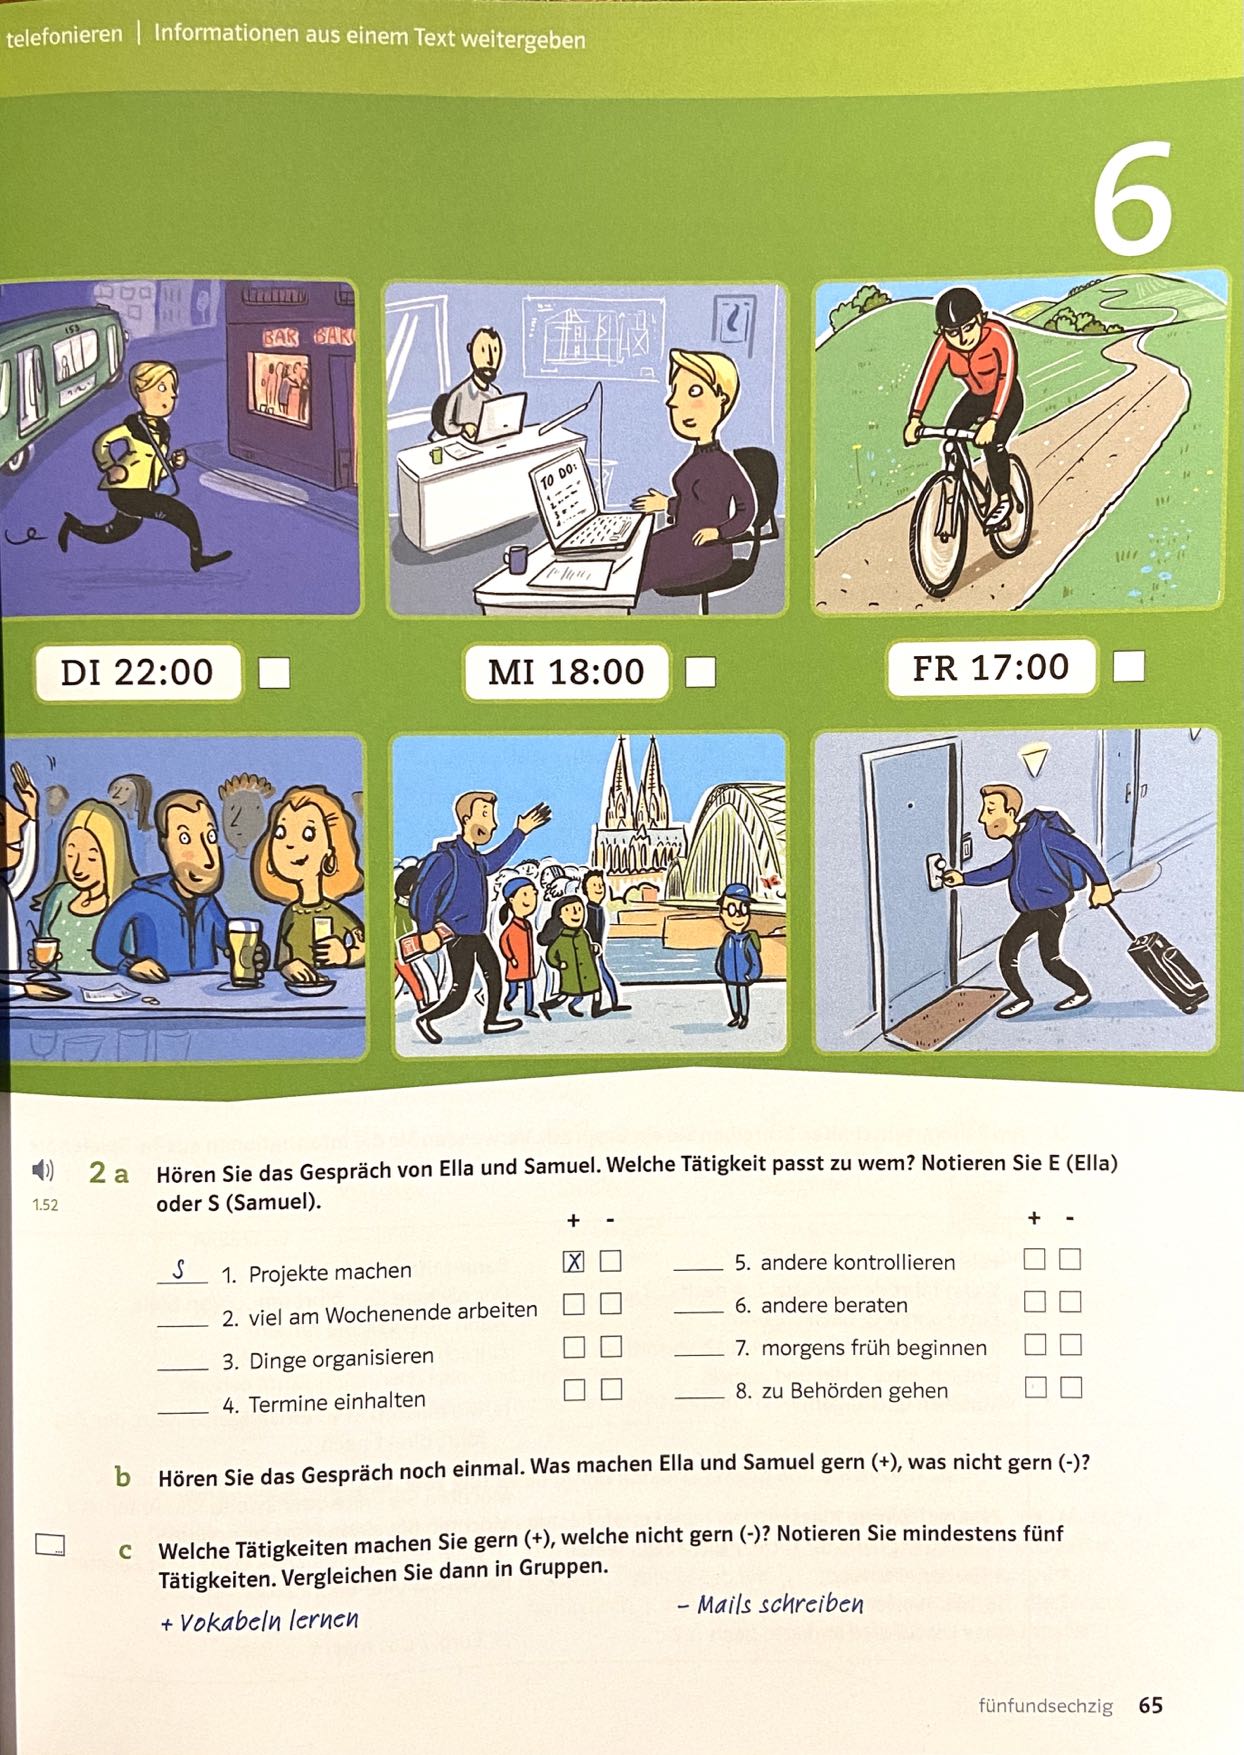 telefonieren | Informationen aus einem Text weitergeben
6
153
BAR BAR
TO DO:
DI 22:00
MI 18:00
FR 17:00
2 a Hören Sie das Gespräch von Ella und Samuel. Welche Tätigkeit passt zu wem? Notieren Sie E (Ella)
1.52
oder S (Samuel).
+ -
+ -
S 1. Projekte machen X
2. viel am Wochenende arbeiten
3. Dinge organisieren
4. Termine einhalten
5. andere kontrollieren
6. andere beraten
7. morgens früh beginnen
8. zu Behörden gehen
b Hören Sie das Gespräch noch einmal. Was machen Ella und Samuel gern (+), was nicht gern (-)?
c Welche Tätigkeiten machen Sie gern (+), welche nicht gern (-)? Notieren Sie mindestens fünf
Tätigkeiten. Vergleichen Sie dann in Gruppen.
+ Vokabeln lernen
– Mails schreiben
fünfundsechzig 65